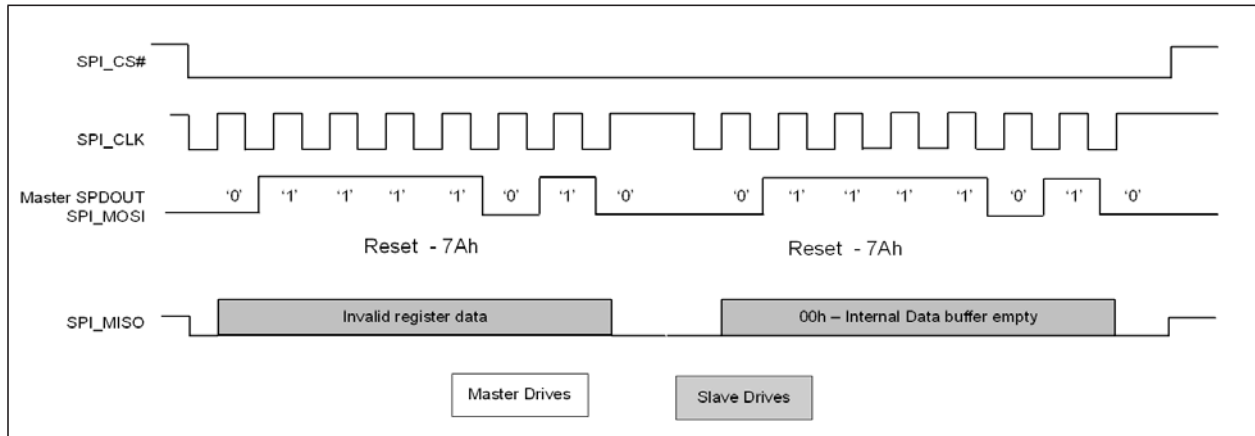 SPI_CS#
SPI_CLK
Master SPDOUT
SPI_MOSI
‘0’ ‘1’ ‘1’ ‘1’ ‘1’ ‘0’ ‘1’ ‘0’ ‘0’ ‘1’ ‘1’ ‘1’ ‘1’ ‘0’ ‘1’ ‘0’
Reset - 7Ah Reset - 7Ah
SPI_MISO Invalid register data 00h – Internal Data buffer empty
Master Drives Slave Drives